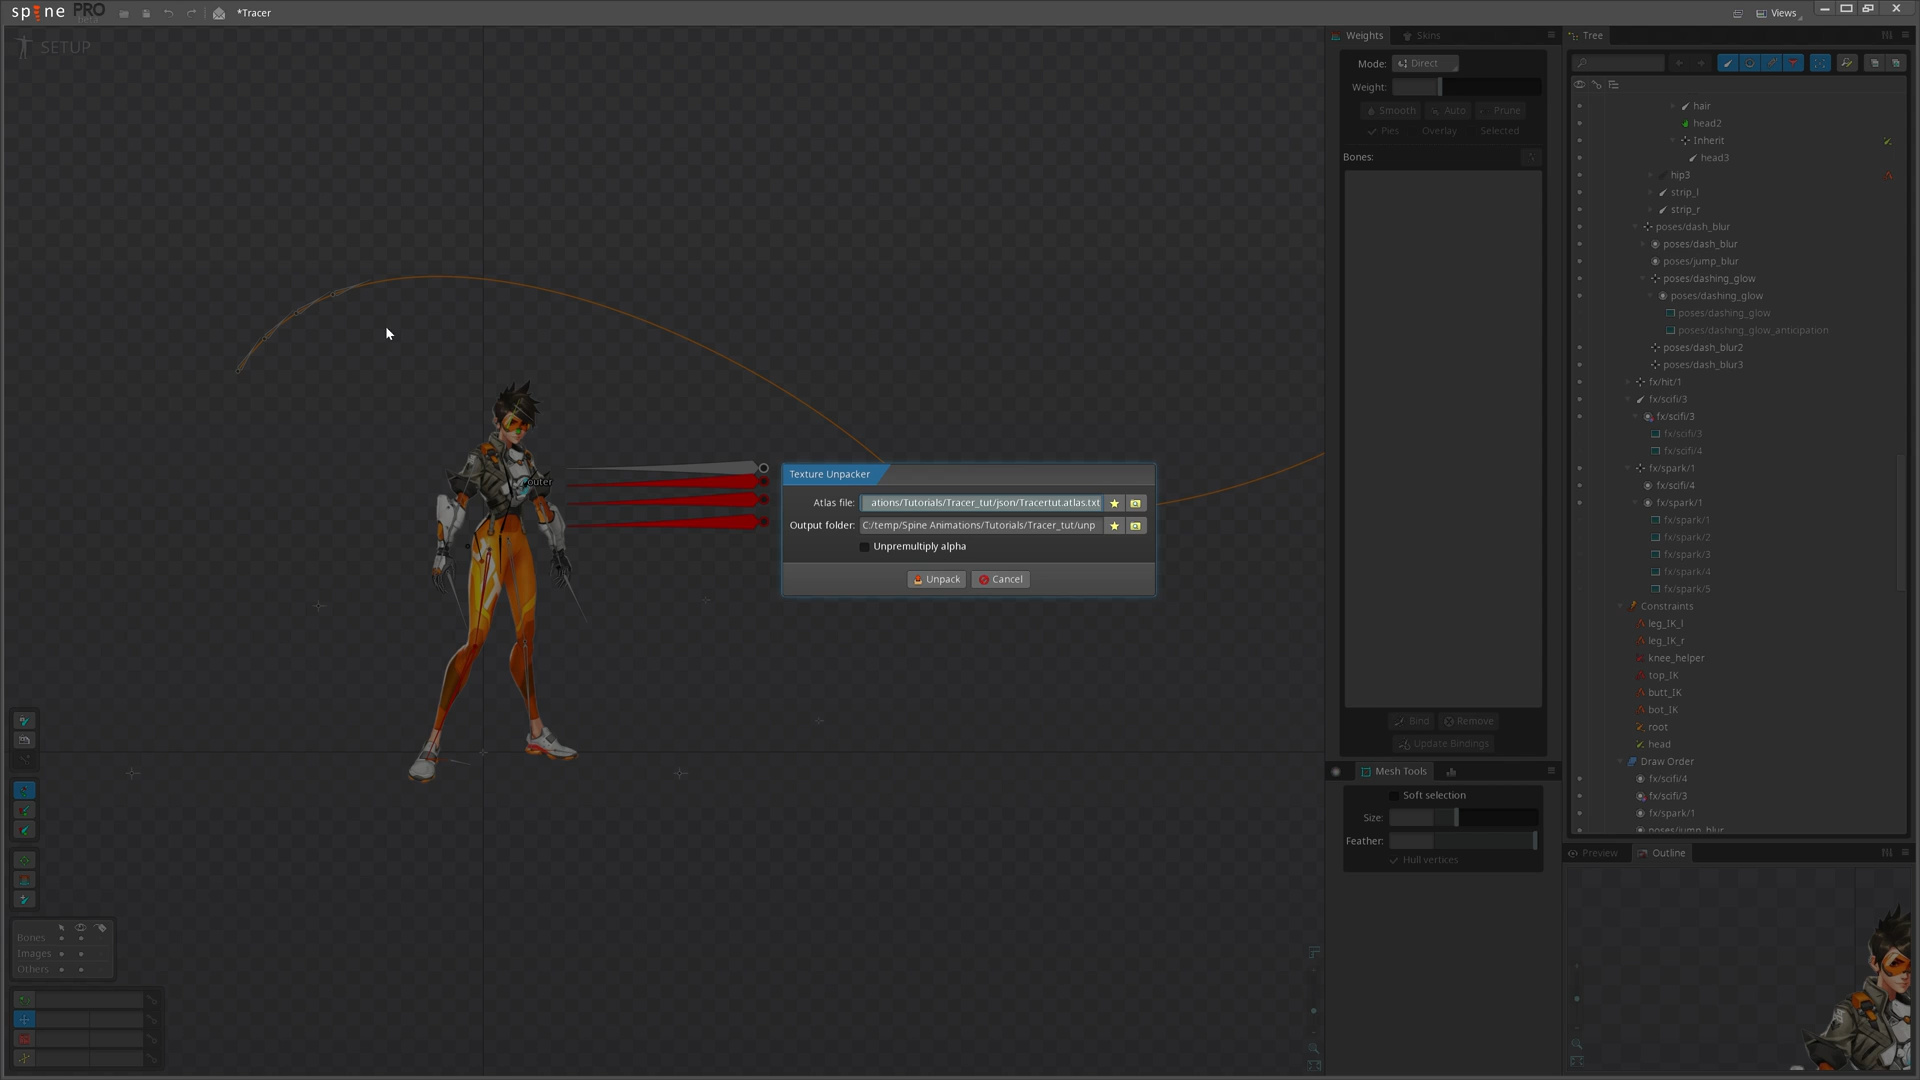 spine PRO
beta
*Tracer
Views
SETUP
Weights
Skins
Tree
Mode:
Direct
Weight:
Smooth
Auto
Prune
Pies
Overlay
Selected
Bones:
Bind
Remove
Update Bindings
Mesh Tools
Soft selection
Size:
Feather:
Hull vertices
hair
head2
Inherit
head3
hip3
strip_l
strip_r
poses/dash_blur
poses/dash_blur
poses/jump_blur
poses/dashing_glow
poses/dashing_glow
poses/dashing_glow
poses/dashing_glow_anticipation
poses/dash_blur2
poses/dash_blur3
fx/hit/1
fx/scifi/3
fx/scifi/3
fx/scifi/3
fx/scifi/4
fx/spark/1
fx/scifi/4
fx/spark/1
fx/spark/1
fx/spark/2
fx/spark/3
fx/spark/4
fx/spark/5
Constraints
leg_IK_l
leg_IK_r
knee_helper
top_IK
butt_IK
bot_IK
root
head
Draw Order
fx/scifi/4
fx/scifi/3
fx/spark/1
poses/jump_blur
Preview
Outline
outer
Texture Unpacker
Atlas file:
ations/Tutorials/Tracer_tut/json/Tracertut.atlas.txt
Output folder:
C:/temp/Spine Animations/Tutorials/Tracer_tut/unp
Unpremultiply alpha
Unpack
Cancel
Bones
Images
Others